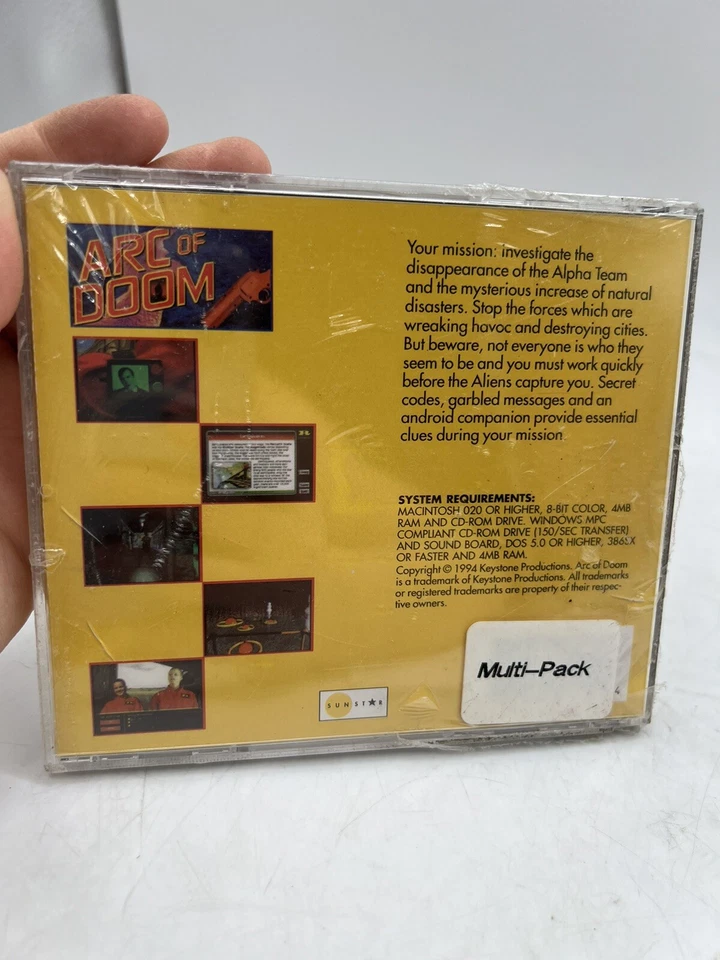 ARC OF
DOOM
Your mission: investigate the
disappearance of the Alpha Team
and the mysterious increase of natural
disasters. Stop the forces which are
wreaking havoc and destroying cities.
But beware, not everyone is who they
seem to be and you must work quickly
before the Aliens capture you. Secret
codes, garbled messages and an
android companion provide essential
clues during your mission
SYSTEM REQUIREMENTS:
MACINTOSH 020 OR HIGHER, 8-BIT COLOR, 4MB
RAM AND CD-ROM DRIVE. WINDOWS MPC
COMPLIANT CD-ROM DRIVE (150/SEC TRANSFER)
AND SOUND BOARD, DOS 5.0 OR HIGHER, 386SX
OR FASTER AND 4MB RAM.
Copyright © 1994 Keystone Productions. Arc of Doom
is a trademark of Keystone Productions. All trademarks
or registered trademarks are property of their respec-
tive owners.
Multi-Pack
SUNSTAR